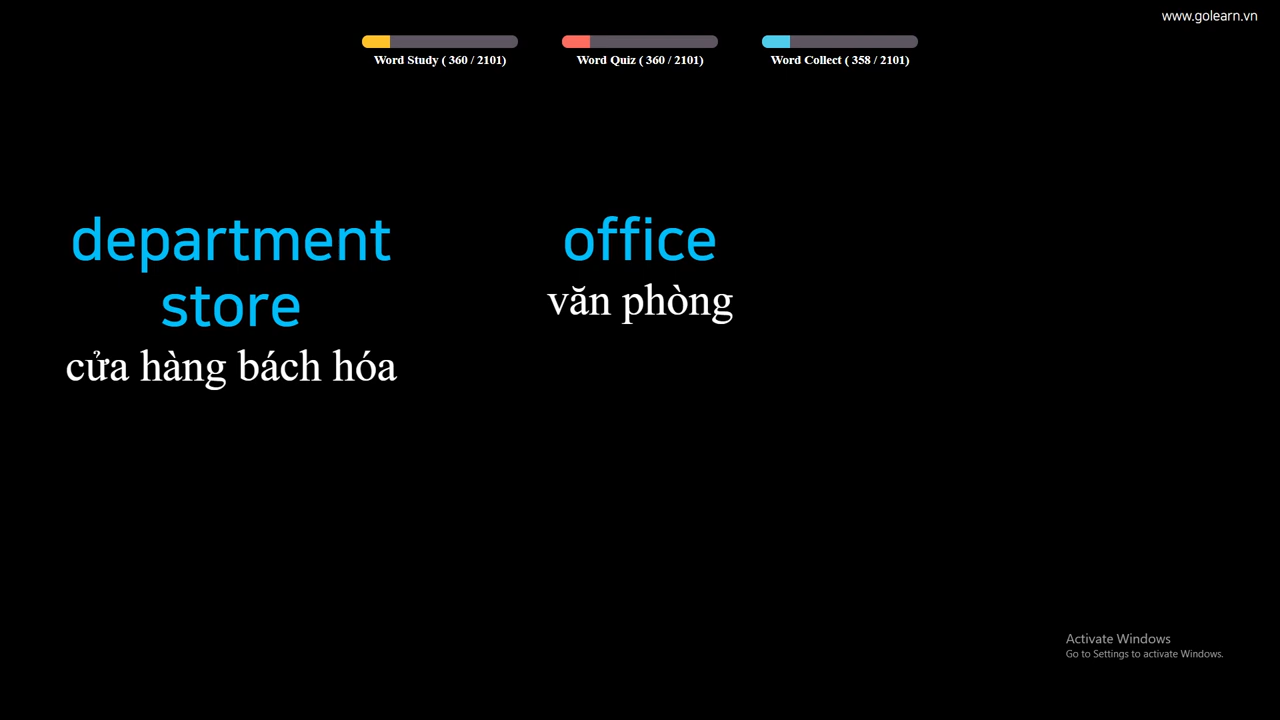 www.golearn.vn
Word Study ( 360 / 2101)
Word Quiz ( 360 / 2101)
Word Collect ( 358 / 2101)
department
store
cửa hàng bách hóa
office
văn phòng
Activate Windows
Go to Settings to activate Windows.